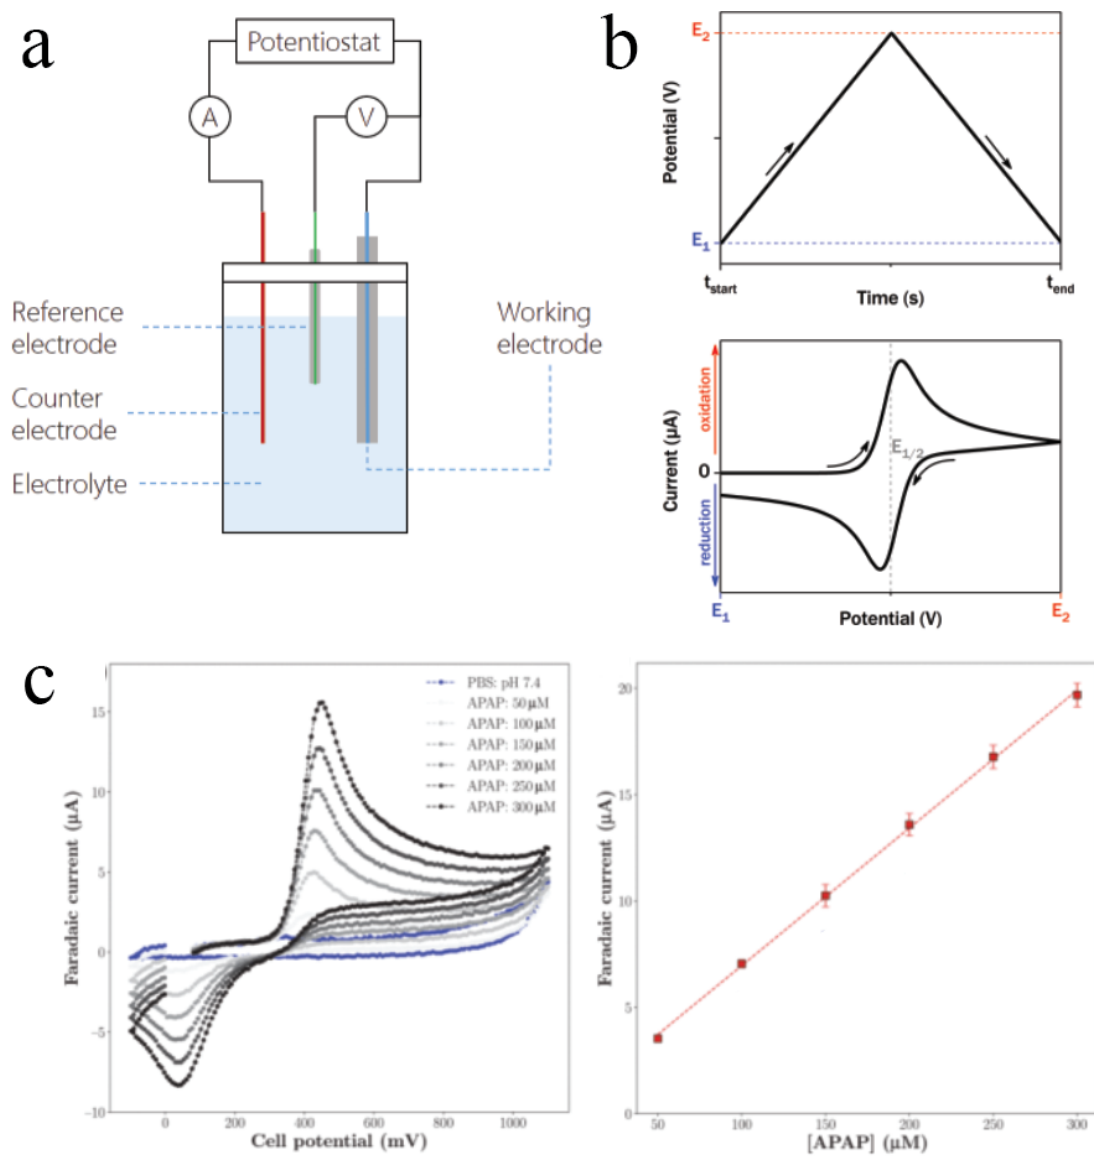 a
Potentiostat
A
V
Reference
electrode
Counter
electrode
Electrolyte
Working
electrode
b
Potential (V)
E2
E1
tstart
tend
Time (s)
Current (µA)
oxidation
0
reduction
E1/2
E1
E2
Potential (V)
c
Faradaic current (µA)
15
10
5
0
−5
−10
PBS: pH 7.4
APAP: 50 µM
APAP: 100 µM
APAP: 150 µM
APAP: 200 µM
APAP: 250 µM
APAP: 300 µM
0 200 400 600 800 1000
Cell potential (mV)
Faradaic current (µA)
20
15
10
5
0
50 100 150 200 250 300
[APAP] (µM)